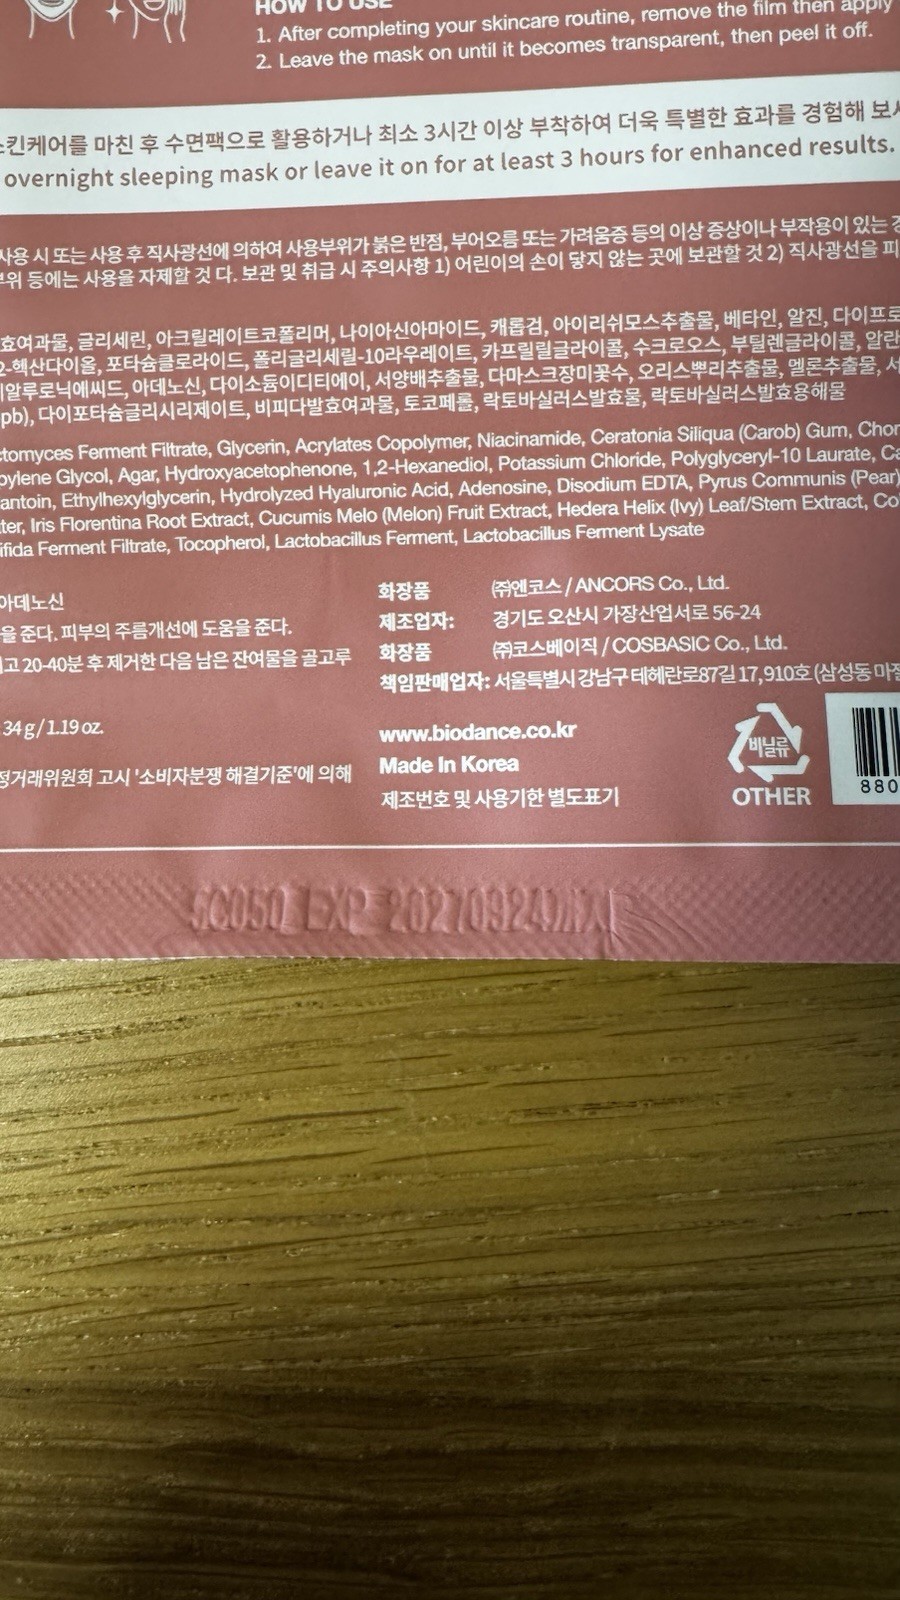 HOW TO USE
1. After completing your skincare routine, remove the film then apply
2. Leave the mask on until it becomes transparent, then peel it off.
스킨케어를 마친 후 수면팩으로 활용하거나 최소 3시간 이상 부착하여 더욱 특별한 효과를 경험해 보시
overnight sleeping mask or leave it on for at least 3 hours for enhanced results.
사용 시 또는 사용 후 직사광선에 의하여 사용부위가 붉은 반점, 부어오름 또는 가려움증 등의 이상 증상이나 부작용이 있는 경
부위 등에는 사용을 자제할 것 다. 보관 및 취급 시 주의사항 1) 어린이의 손이 닿지 않는 곳에 보관할 것 2) 직사광선을 피
효여과물, 글리세린, 아크릴레이트코폴리머, 나이아신아마이드, 캐롭검, 아이리쉬모스추출물, 베타인, 알진, 다이프로
2-헥산다이올, 포타슘클로라이드, 폴리글리세릴-10라우레이트, 카프릴릴글라이콜, 수크로오스, 부틸렌글라이콜, 알란
알루로닉애씨드, 아데노신, 다이소듐이디티에이, 서양배추출물, 다마스크장미꽃수, 오리스뿌리추출물, 멜론추출물, 서
pb), 다이포타슘글리시리제이트, 비피다발효여과물, 토코페롤, 락토바실러스발효물, 락토바실러스발효용해물
ctomyces Ferment Filtrate, Glycerin, Acrylates Copolymer, Niacinamide, Ceratonia Siliqua (Carob) Gum, Chon
pylene Glycol, Agar, Hydroxyacetophenone, 1,2-Hexanediol, Potassium Chloride, Polyglyceryl-10 Laurate, Ca
antoin, Ethylhexylglycerin, Hydrolyzed Hyaluronic Acid, Adenosine, Disodium EDTA, Pyrus Communis (Pear)
ter, Iris Florentina Root Extract, Cucumis Melo (Melon) Fruit Extract, Hedera Helix (Ivy) Leaf/Stem Extract, Co
ifida Ferment Filtrate, Tocopherol, Lactobacillus Ferment, Lactobacillus Ferment Lysate
아데노신
을 준다. 피부의 주름개선에 도움을 준다.
고 20-40분 후 제거한 다음 남은 잔여물을 골고루
34 g / 1.19 oz.
정거래위원회 고시 '소비자분쟁 해결기준'에 의해
화장품 ㈜엔코스 / ANCORS Co., Ltd.
제조업자: 경기도 오산시 가장산업서로 56-24
화장품 ㈜코스베이직 / COSBASIC Co., Ltd.
책임판매업자: 서울특별시 강남구 테헤란로87길 17, 910호 (삼성동
www.biodance.co.kr
Made In Korea
제조번호 및 사용기한 별도표기
비닐류
OTHER
880
5C050 EXP 20270924